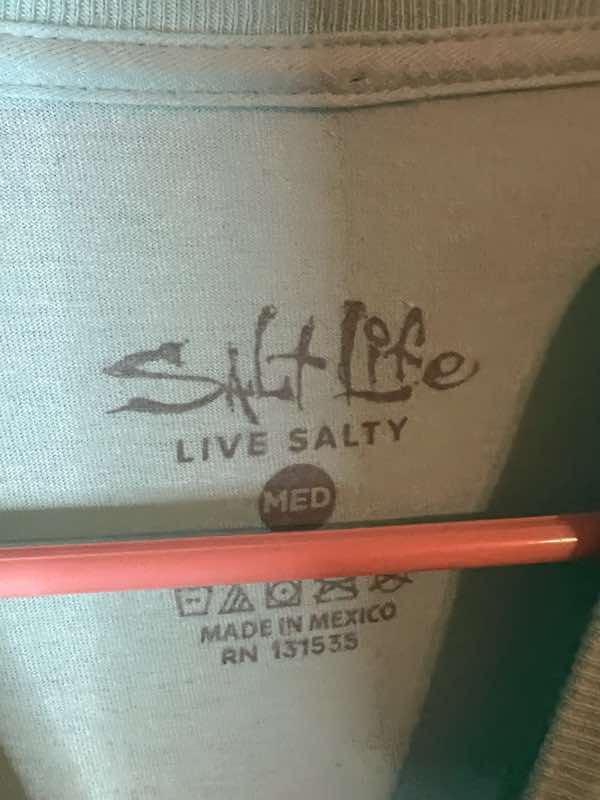 Salt Life
LIVE SALTY
MED
MADE IN MEXICO
RN 131535